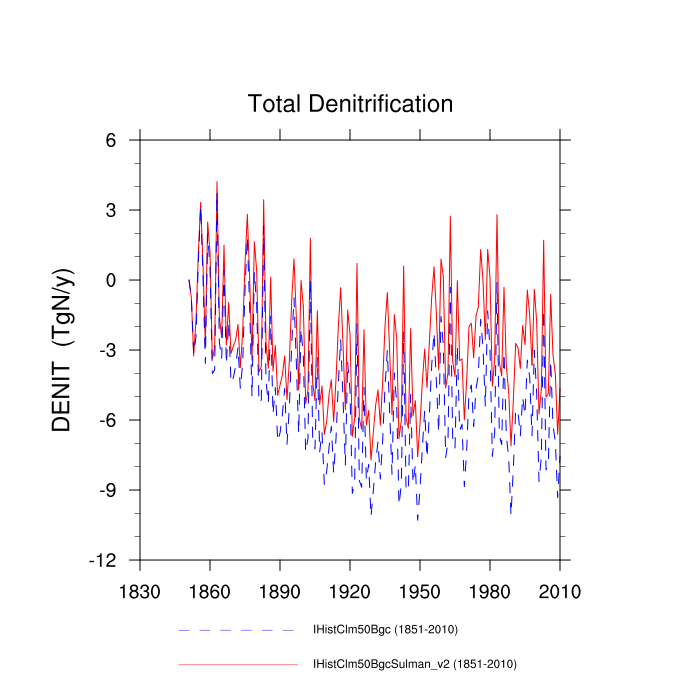 Total Denitrification
DENIT (TgN/y)
6
3
0
-3
-6
-9
-12
1830 1860 1890 1920 1950 1980 2010
IHistClm50Bgc (1851-2010)
IHistClm50BgcSulman_v2 (1851-2010)